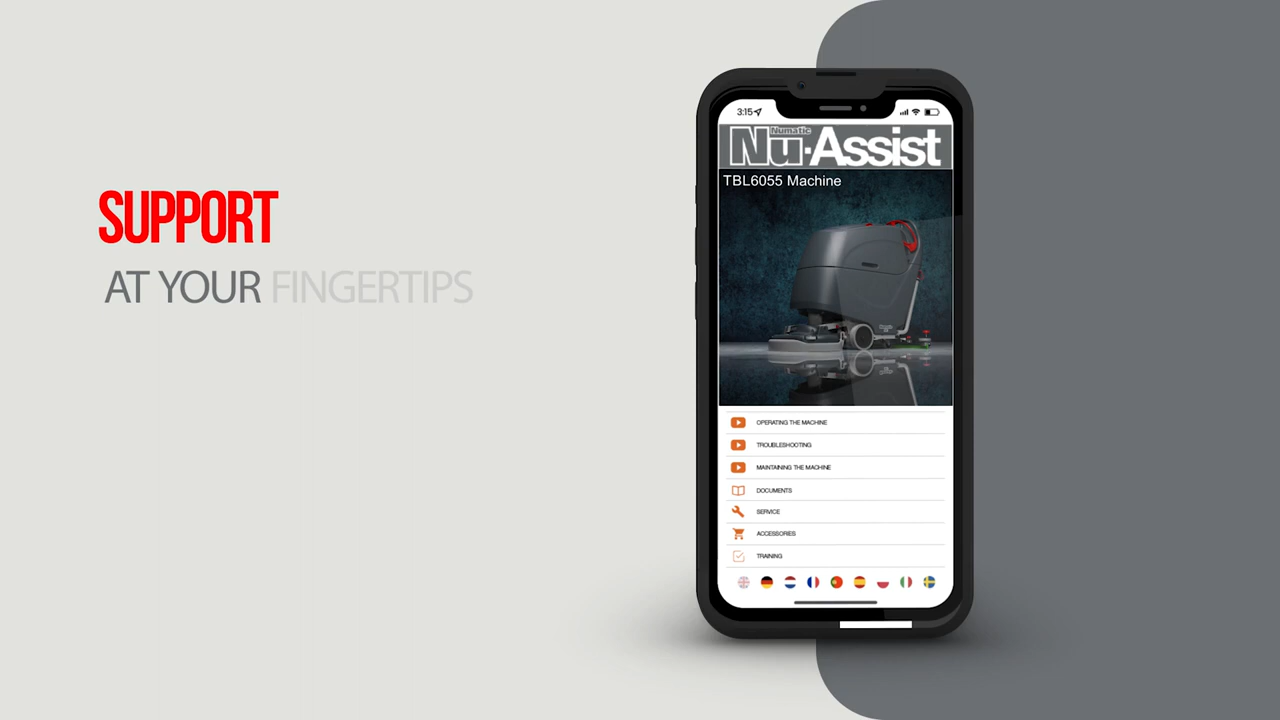 SUPPORT
AT YOUR FINGERTIPS
3:15
Numatic
Nu-Assist
TBL6055 Machine
OPERATING THE MACHINE
TROUBLESHOOTING
MAINTAINING THE MACHINE
DOCUMENTS
SERVICE
ACCESSORIES
TRAINING